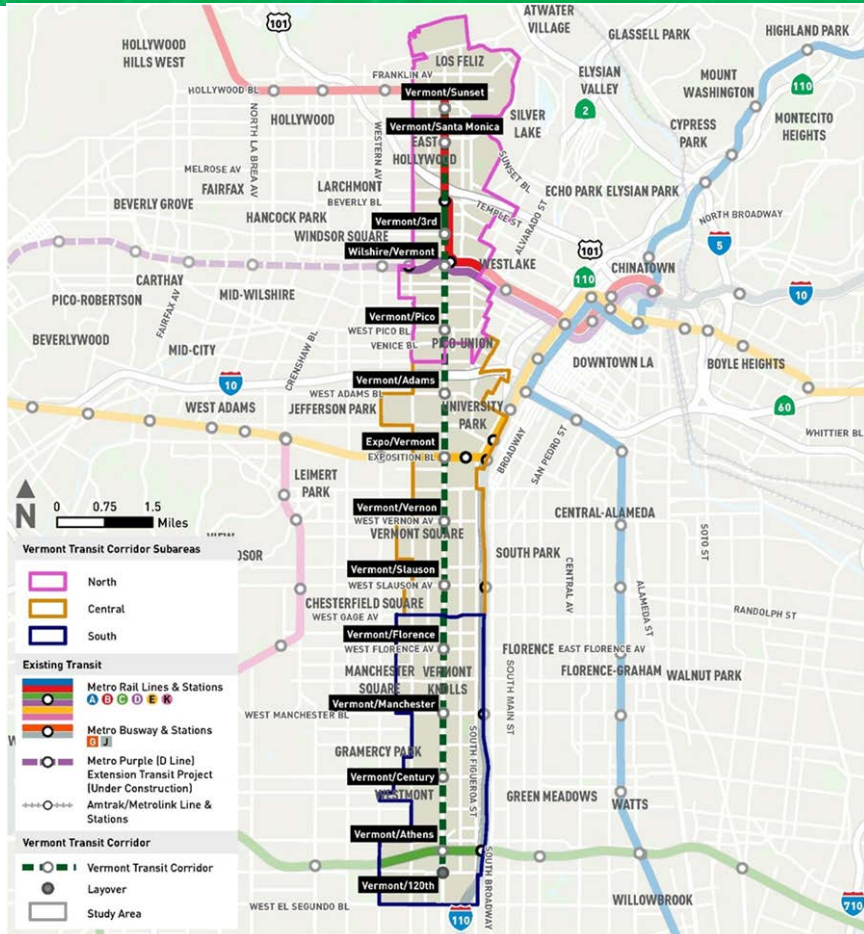 ATWATER
VILLAGE
GLASSELL PARK
HIGHLAND PARK
101
HOLLYWOOD
HILLS WEST
LOS FELIZ
FRANKLIN AV
ELYSIAN
VALLEY
MOUNT
WASHINGTON
110
HOLLYWOOD BL
Vermont/Sunset
HOLLYWOOD
SILVER
LAKE
2
CYPRESS
PARK
MONTECITO
HEIGHTS
NORTH LA BREA AV
WESTERN AV
Vermont/Santa Monica
EAST
HOLLYWOOD
SUNSET BL
MELROSE AV
FAIRFAX
LARCHMONT
BEVERLY BL
BEVERLY GROVE
HANCOCK PARK
ECHO PARK
ELYSIAN PARK
TEMPLE ST
ALVARADO ST
NORTH BROADWAY
Vermont/3rd
WINDSOR SQUARE
5
Wilshire/Vermont
WESTLAKE
101
110
CHINATOWN
10
CARTHAY
PICO-ROBERTSON
FAIRFAX AV
MID-WILSHIRE
Vermont/Pico
WEST PICO BL
VENICE BL
PICO-UNION
BEVERLYWOOD
MID-CITY
CRENSHAW BL
DOWNTOWN LA
BOYLE HEIGHTS
10
Vermont/Adams
WEST ADAMS BL
WEST ADAMS
JEFFERSON PARK
UNIVERSITY
PARK
60
WHITTIER BL
BROADWAY
SAN PEDRO ST
Expo/Vermont
EXPOSITION BL
LEIMERT
PARK
N
0 0.75 1.5
Miles
Vermont/Vernon
WEST VERNON AV
VERMONT SQUARE
CENTRAL-ALAMEDA
SOTO ST
VIEW
DSOR
SOUTH PARK
CENTRAL AV
ALAMEDA ST
Vermont/Slauson
WEST SLAUSON AV
CHESTERFIELD SQUARE
WEST GAGE AV
RANDOLPH ST
Vermont/Florence
WEST FLORENCE AV
FLORENCE
EAST FLORENCE AV
FLORENCE-GRAHAM
WALNUT PARK
MANCHESTER
SQUARE
VERMONT
KNOLLS
SOUTH MAIN ST
Vermont/Manchester
WEST MANCHESTER BL
GRAMERCY PARK
SOUTH FIGUEROA ST
Vermont/Century
WESTMONT
GREEN MEADOWS
WATTS
Vermont/Athens
SOUTH BROADWAY
Vermont/120th
WEST EL SEGUNDO BL
110
WILLOWBROOK
710
Vermont Transit Corridor Subareas
North
Central
South
Existing Transit
Metro Rail Lines & Stations
A B C D E K
Metro Busway & Stations
G J
Metro Purple (D Line)
Extension Transit Project
(Under Construction)
Amtrak/Metrolink Line &
Stations
Vermont Transit Corridor
Vermont Transit Corridor
Layover
Study Area